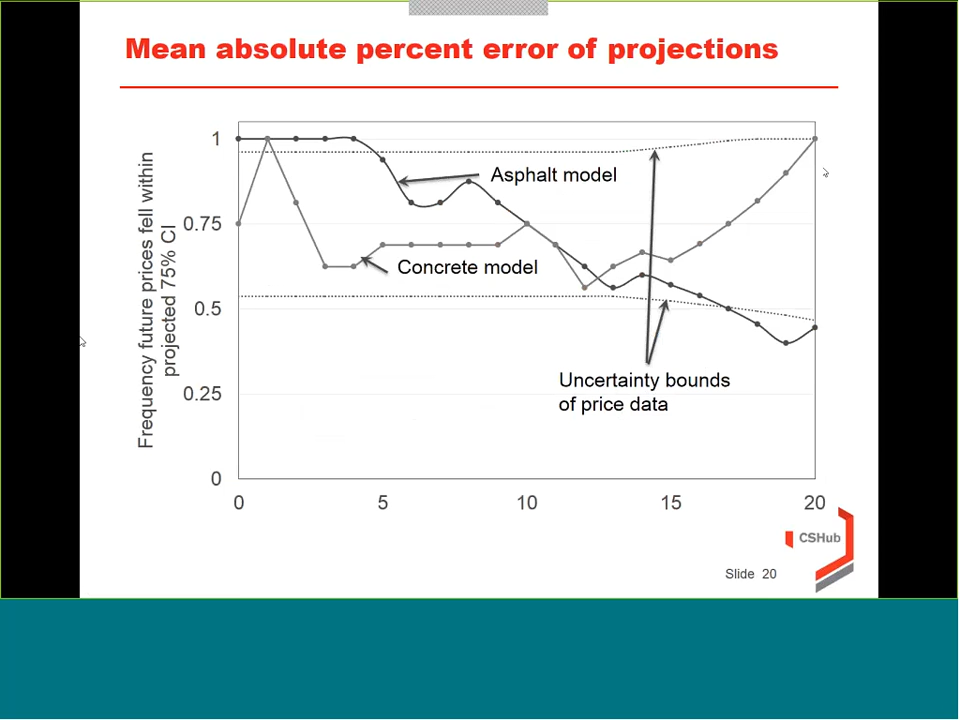 Mean absolute percent error of projections
Frequency future prices fell within
projected 75% CI
1
0.75
0.5
0.25
0
0
5
10
15
20
Asphalt model
Concrete model
Uncertainty bounds
of price data
CSHub
Slide 20